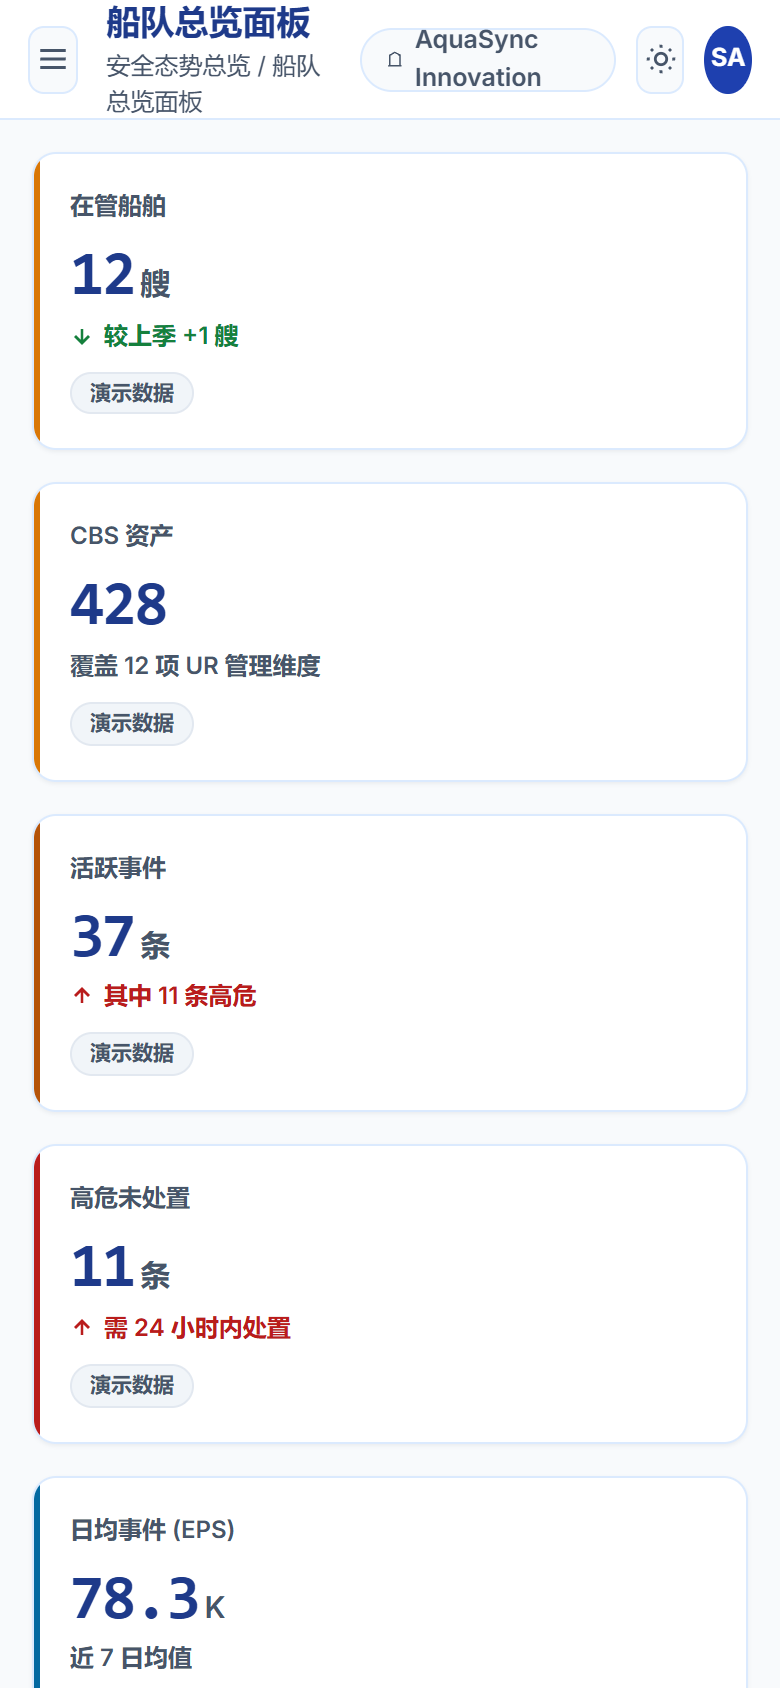 船队总览面板
安全态势总览 / 船队
总览面板
AquaSync
Innovation
SA
在管船舶
12 艘
↓ 较上季 +1 艘
演示数据
CBS 资产
428
覆盖 12 项 UR 管理维度
演示数据
活跃事件
37 条
↑ 其中 11 条高危
演示数据
高危未处置
11 条
↑ 需 24 小时内处置
演示数据
日均事件 (EPS)
78.3 K
近 7 日均值